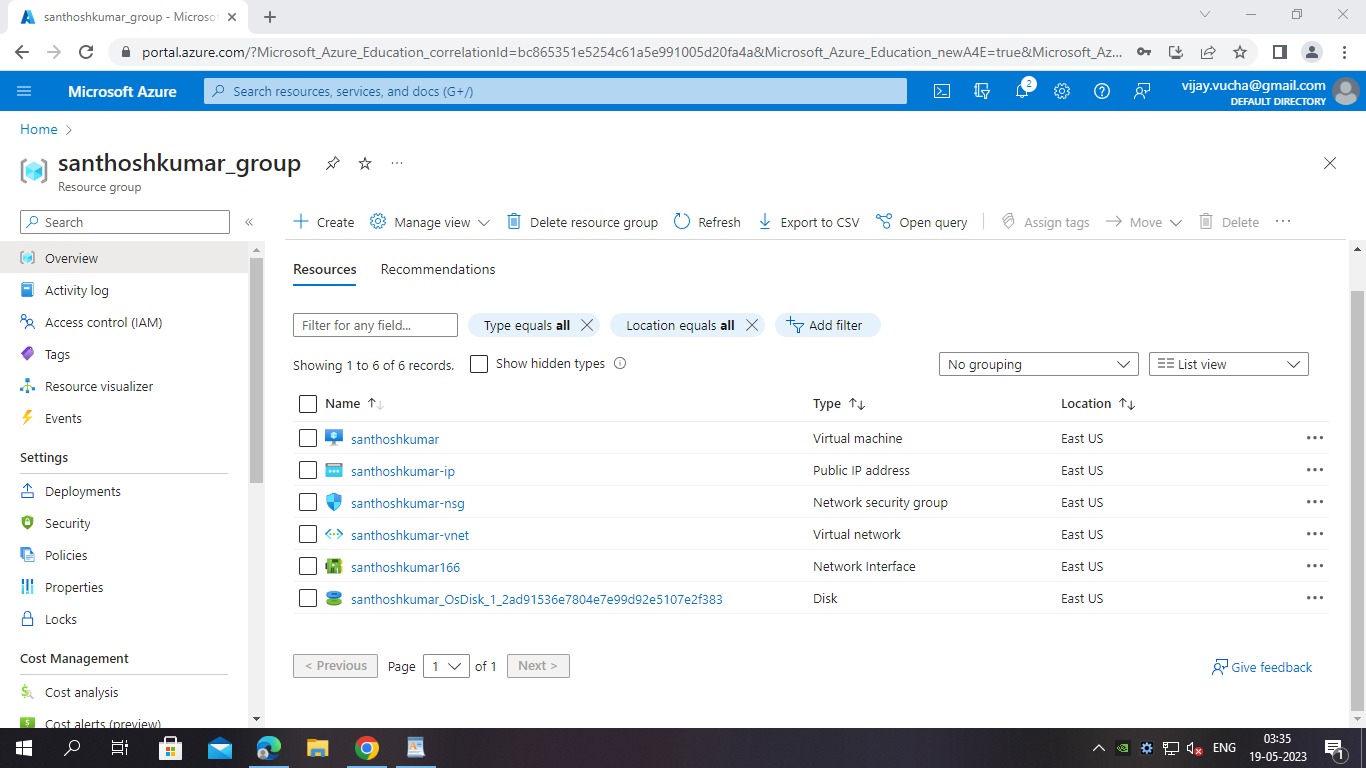 santhoshkumar_group - Microsof
portal.azure.com/?Microsoft_Azure_Education_correlationId=bc865351e5254c61a5e991005d20fa4a&Microsoft_Azure_Education_newA4E=true&Microsoft_Az...
Microsoft Azure
Search resources, services, and docs (G+/)
2
vijay.vucha@gmail.com
DEFAULT DIRECTORY
Home
santhoshkumar_group
Resource group
Search
Create
Manage view
Delete resource group
Refresh
Export to CSV
Open query
Assign tags
Move
Delete
Overview
Activity log
Access control (IAM)
Tags
Resource visualizer
Events
Settings
Deployments
Security
Policies
Properties
Locks
Cost Management
Cost analysis
Cost alerts (preview)
Resources
Recommendations
Filter for any field...
Type equals all
Location equals all
Add filter
Showing 1 to 6 of 6 records.
Show hidden types
No grouping
List view
Name Type Location
santhoshkumar Virtual machine East US
santhoshkumar-ip Public IP address East US
santhoshkumar-nsg Network security group East US
santhoshkumar-vnet Virtual network East US
santhoshkumar166 Network Interface East US
santhoshkumar_OsDisk_1_2ad91536e7804e7e99d92e5107e2f383 Disk East US
< Previous Page 1 of 1 Next >
Give feedback
ENG
03:35
19-05-2023
1